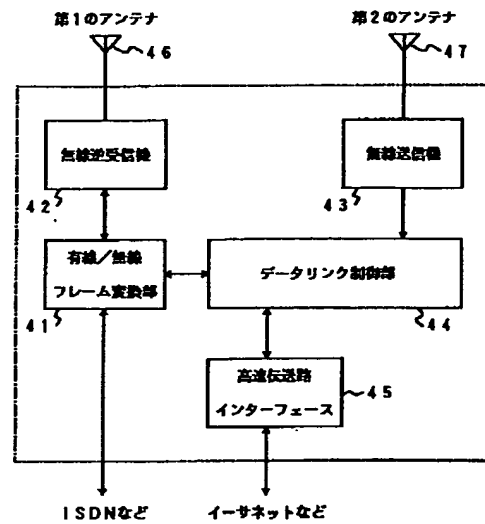 第1のアンテナ
第2のアンテナ
46
47
無線逆受信機
無線送信機
42
43
有線/無線
フレーム変換部
データリンク制御部
41
44
高速伝送路
インターフェース
45
ISDNなど
イーサネットなど